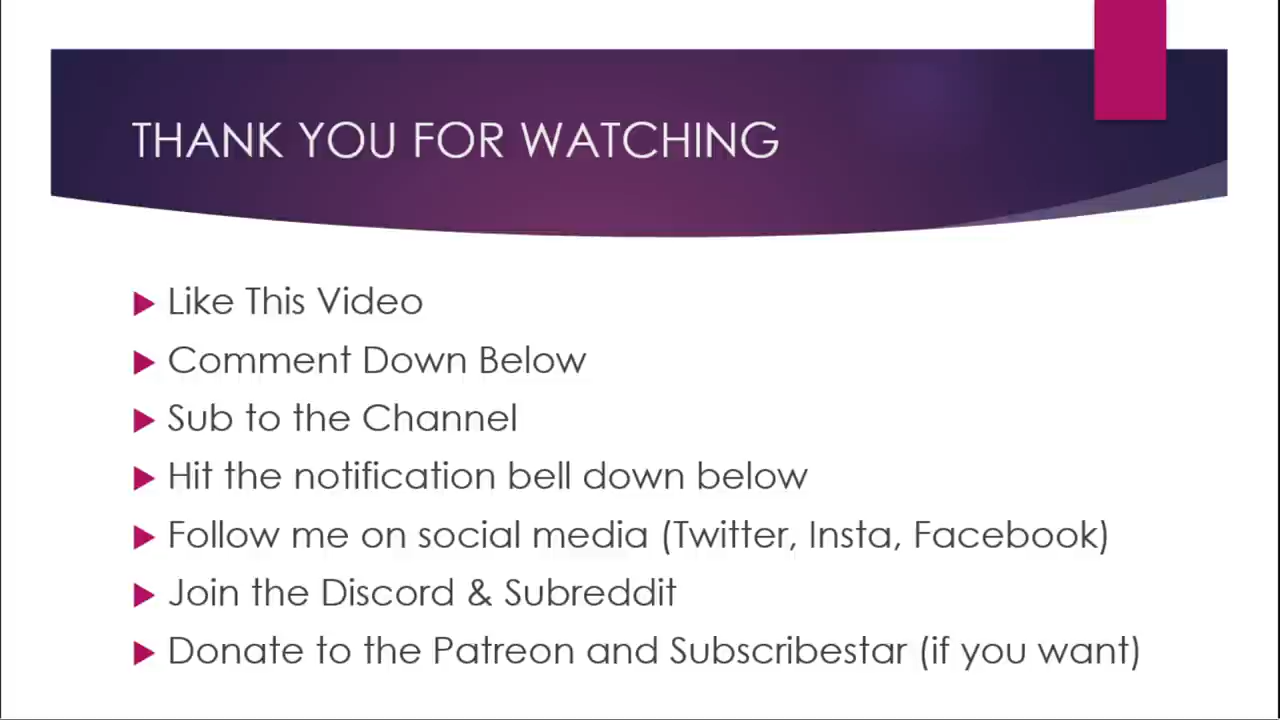 THANK YOU FOR WATCHING
Like This Video
Comment Down Below
Sub to the Channel
Hit the notification bell down below
Follow me on social media (Twitter, Insta, Facebook)
Join the Discord & Subreddit
Donate to the Patreon and Subscribestar (if you want)